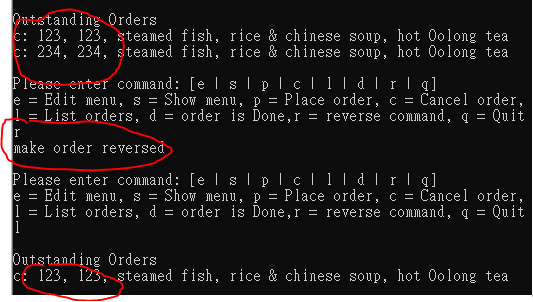 Outstanding Orders
c: 123, 123, steamed fish, rice & chinese soup, hot Oolong tea
c: 234, 234, steamed fish, rice & chinese soup, hot Oolong tea
Please enter command: [e | s | p | c | l | d | r | q]
e = Edit menu, s = Show menu, p = Place order, c = Cancel order,
l = List orders, d = order is Done,r = reverse command, q = Quit
r
make order reversed
Please enter command: [e | s | p | c | l | d | r | q]
e = Edit menu, s = Show menu, p = Place order, c = Cancel order,
l = List orders, d = order is Done,r = reverse command, q = Quit
l
Outstanding Orders
c: 123, 123, steamed fish, rice & chinese soup, hot Oolong tea